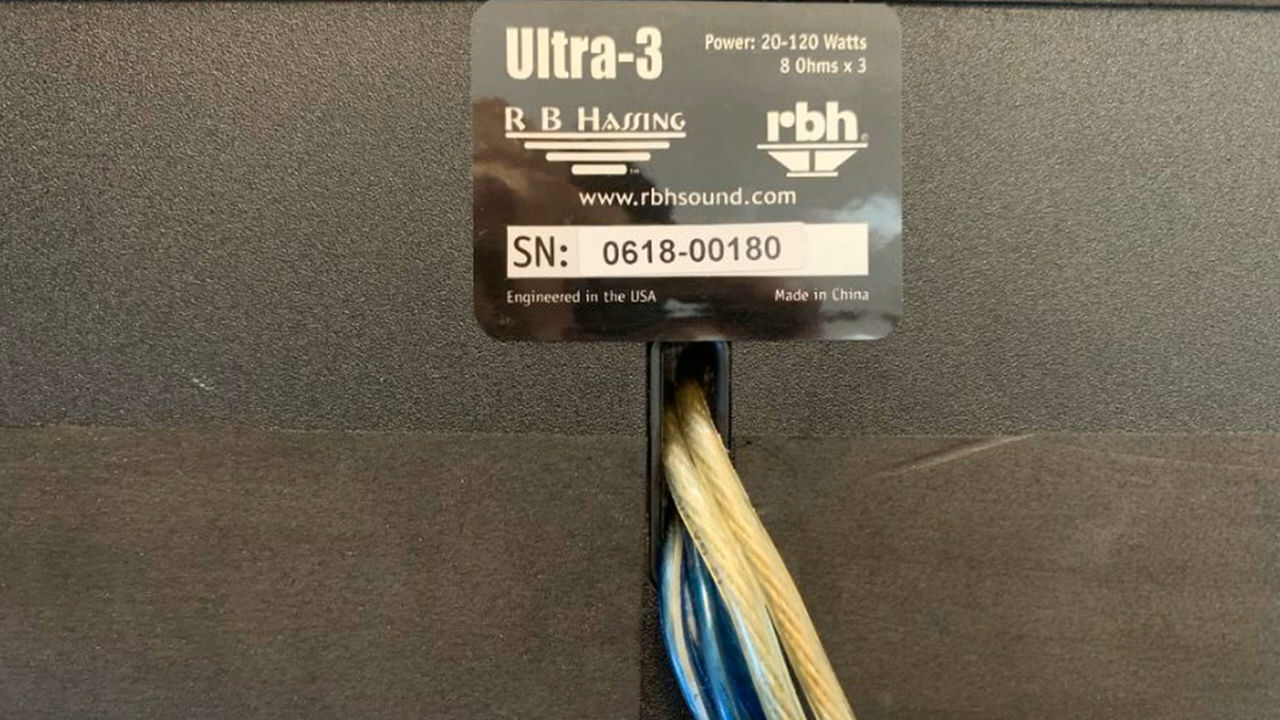 Ultra-3
Power: 20-120 Watts
8 Ohms x 3
R B HASSING
TM
rbh®
www.rbhsound.com
SN: 0618-00180
Engineered in the USA
Made in China